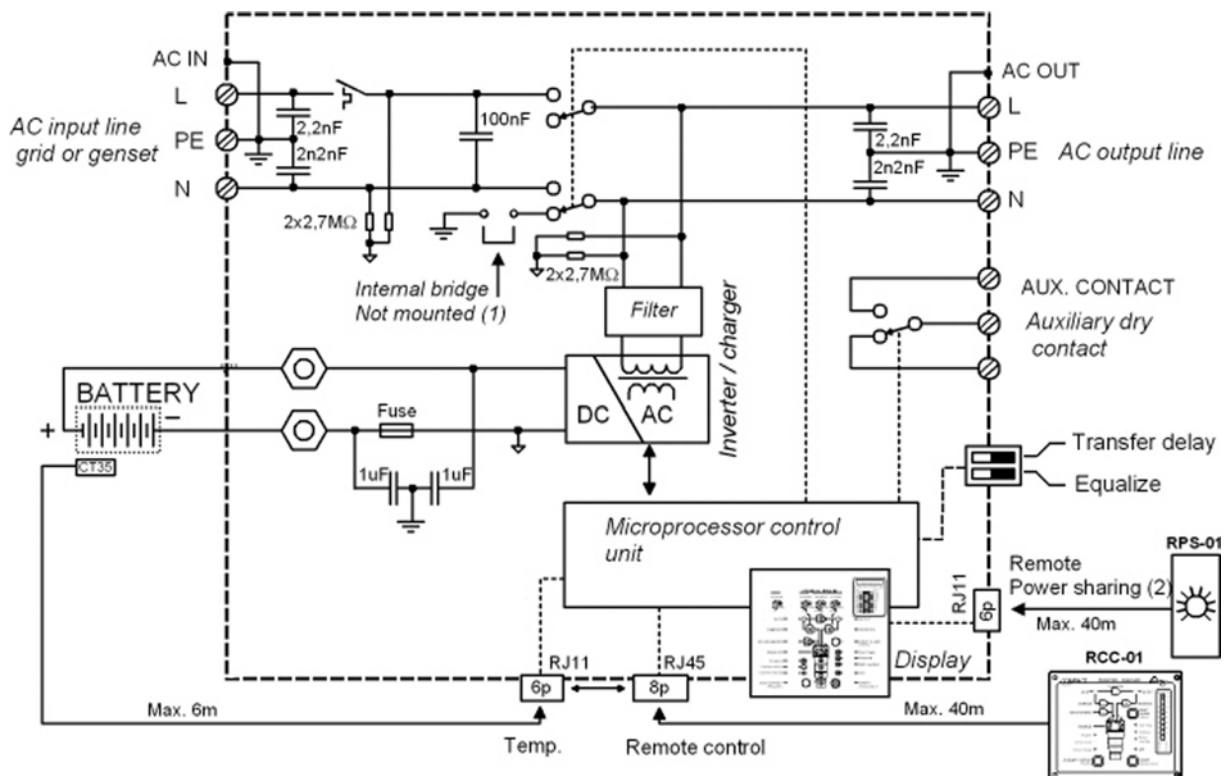 AC IN
L
AC input line
grid or genset
PE
N
2,2nF
2n2nF
100nF
2x2,7MΩ
Internal bridge
Not mounted (1)
2x2,7MΩ
Filter
AC OUT
L
2,2nF
PE
AC output line
2n2nF
N
AUX. CONTACT
Auxiliary dry
contact
BATTERY
+
−
CT35
Fuse
1uF
1uF
DC
AC
Inverter / charger
Transfer delay
Equalize
Microprocessor control
unit
Display
RPS-01
Remote
Power sharing (2)
RJ11
6p
Max. 40m
RCC-01
RJ11
RJ45
6p
8p
Max. 6m
Max. 40m
Temp.
Remote control